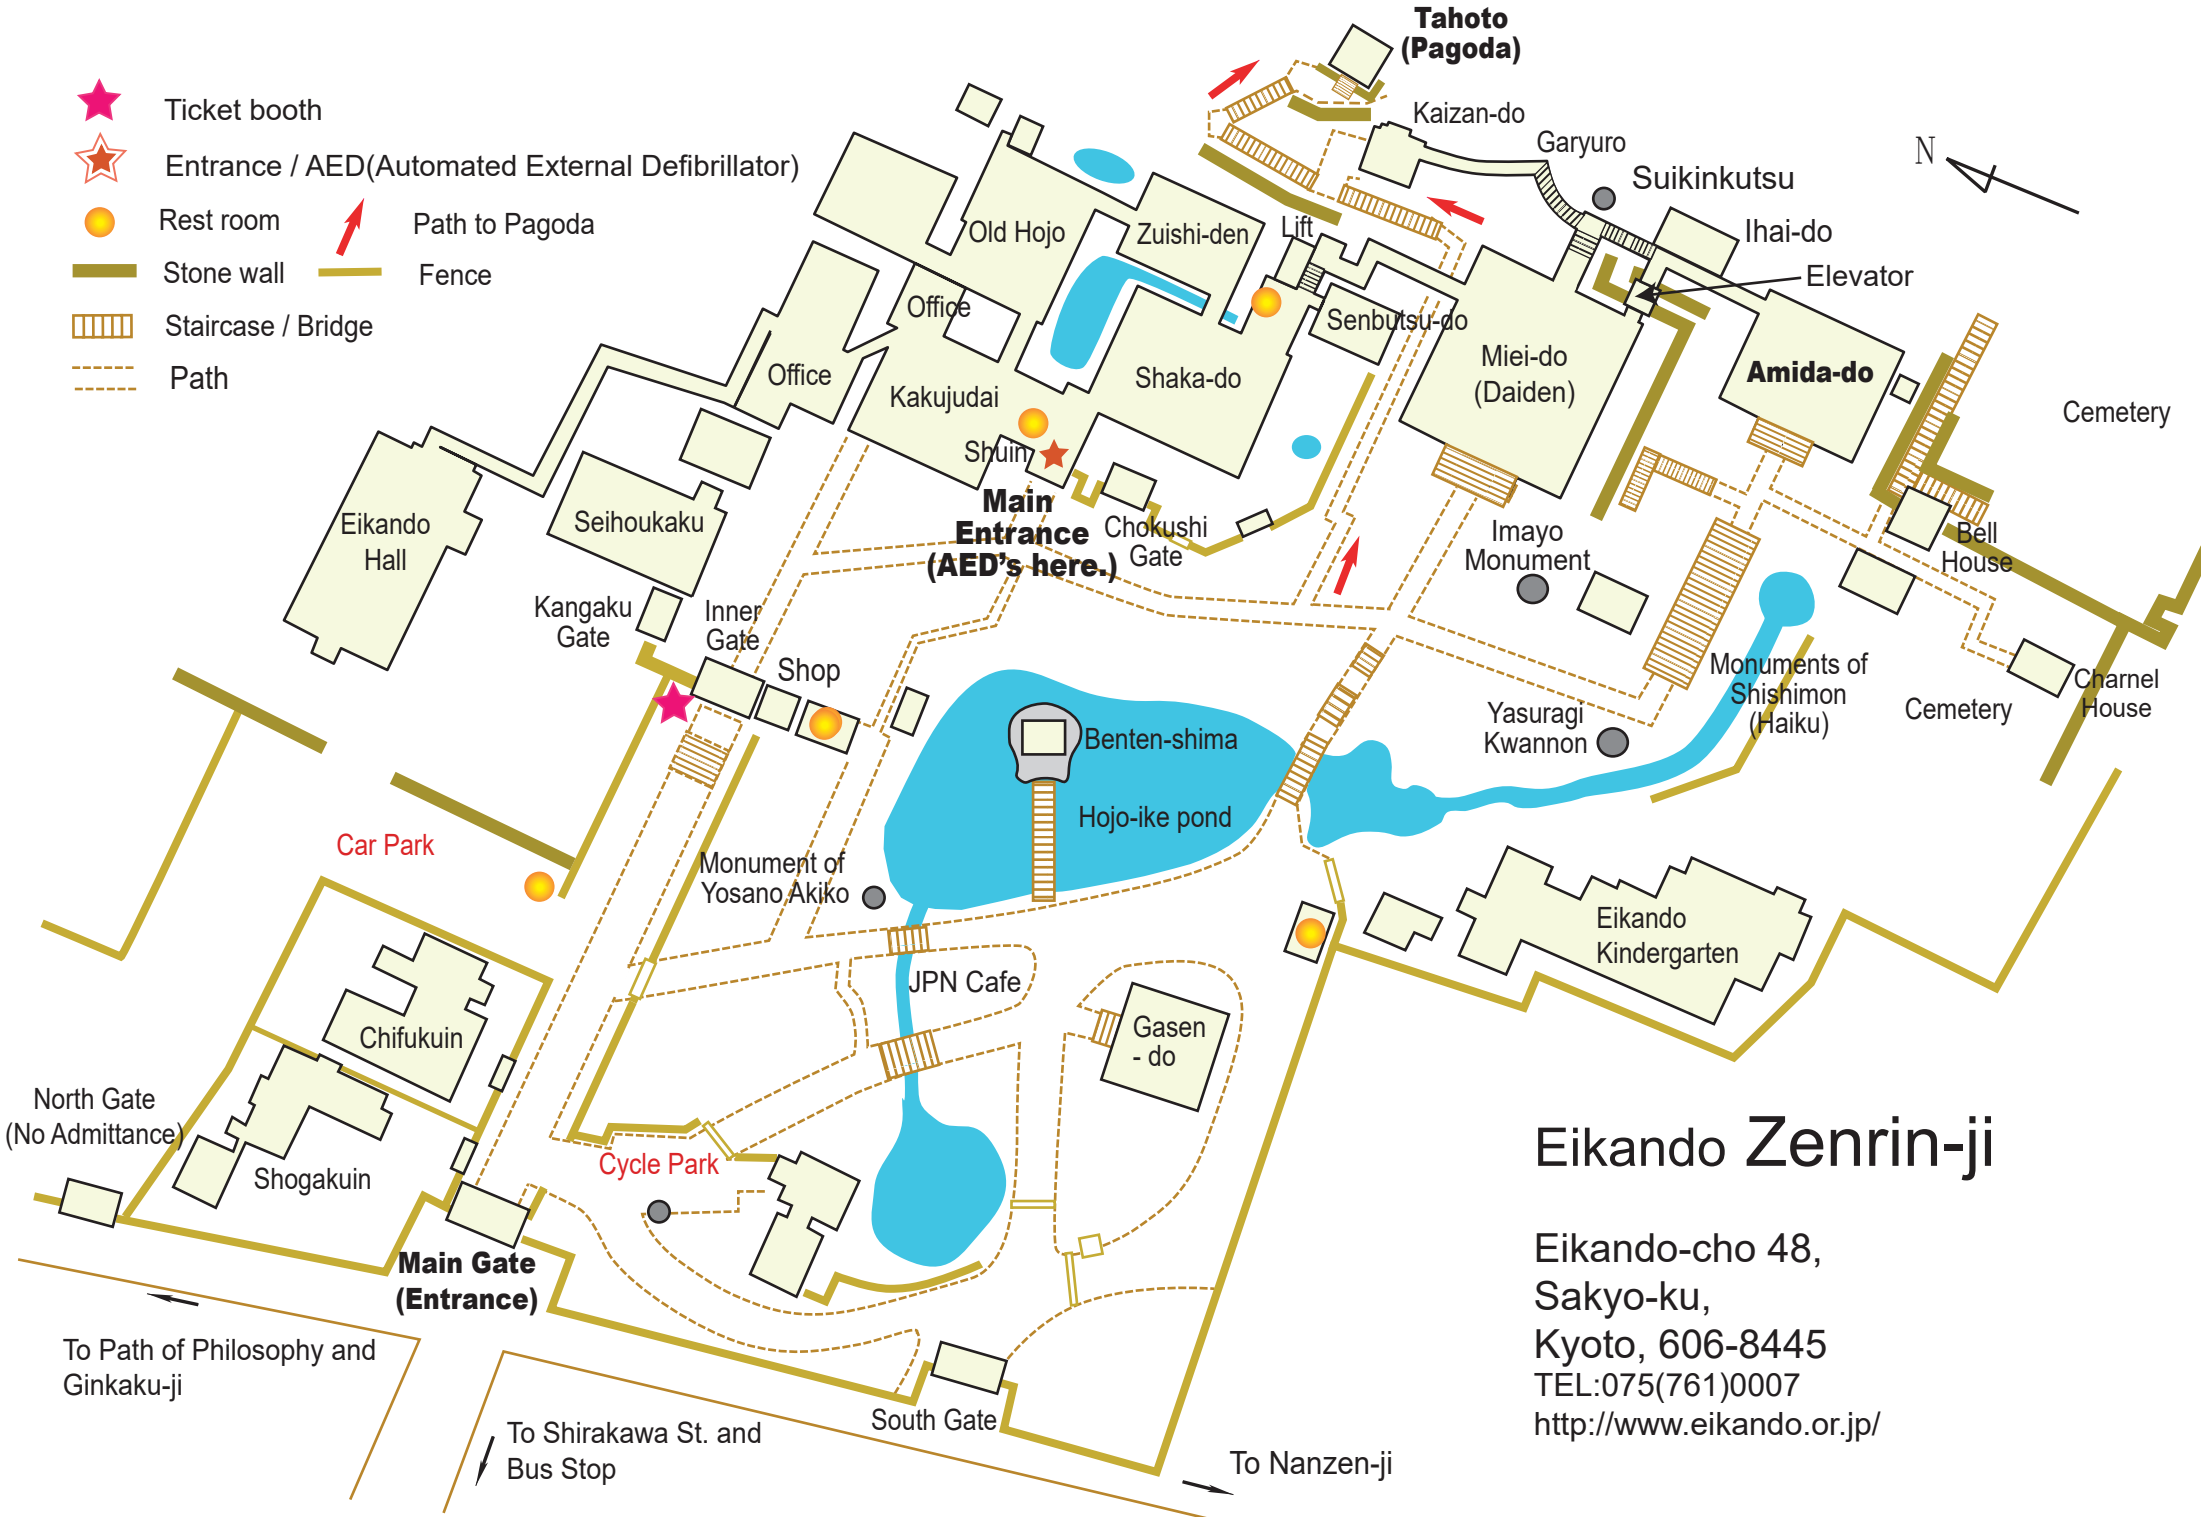 Ticket booth
Entrance / AED(Automated External Defibrillator)
Rest room
Path to Pagoda
Stone wall
Fence
Staircase / Bridge
Path
Tahoto
(Pagoda)
Kaizan-do
Garyuro
Suikinkutsu
N
Ihai-do
Elevator
Old Hojo
Zuishi-den
Lift
Office
Senbutsu-do
Office
Kakujudai
Shaka-do
Miei-do
(Daiden)
Amida-do
Cemetery
Shuin
Main
Entrance
(AED's here.)
Chokushi
Gate
Eikando
Hall
Seihoukaku
Imayo
Monument
Bell
House
Kangaku
Gate
Inner
Gate
Shop
Monuments of
Shishimon
(Haiku)
Cemetery
Charnel
House
Yasuragi
Kwannon
Benten-shima
Hojo-ike pond
Car Park
Monument of
Yosano Akiko
Eikando
Kindergarten
JPN Cafe
Gasen
- do
Chifukuin
North Gate
(No Admittance)
Shogakuin
Cycle Park
Main Gate
(Entrance)
To Path of Philosophy and
Ginkaku-ji
To Shirakawa St. and
Bus Stop
South Gate
To Nanzen-ji
Eikando Zenrin-ji
Eikando-cho 48,
Sakyo-ku,
Kyoto, 606-8445
TEL:075(761)0007
http://www.eikando.or.jp/